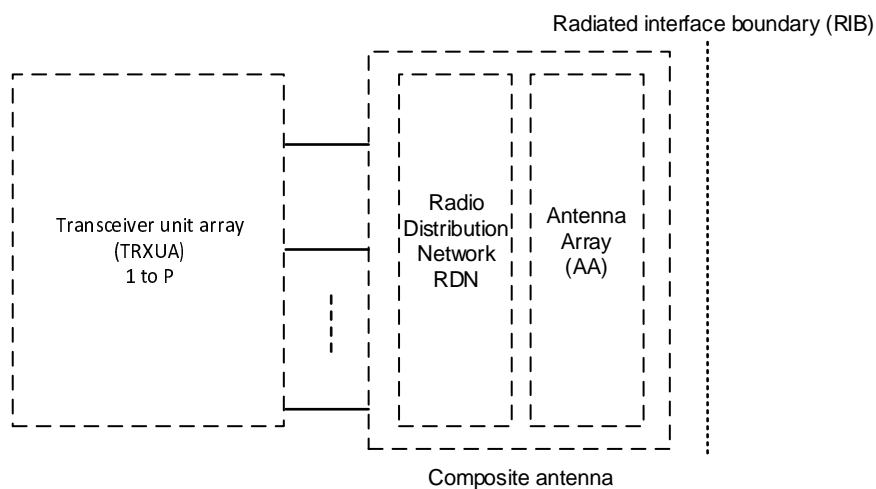 Radiated interface boundary (RIB)
Transceiver unit array
(TRXUA)
1 to P
Radio
Distribution
Network
RDN
Antenna
Array
(AA)
Composite antenna